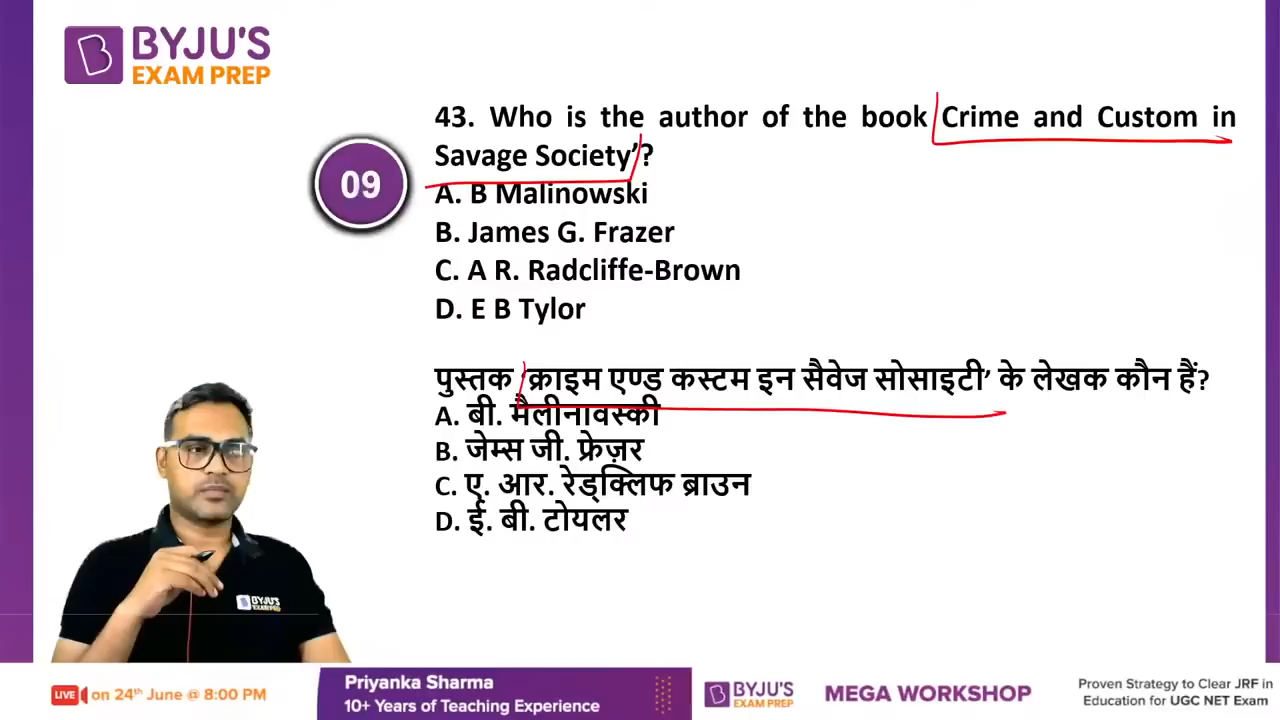 BYJU'S
EXAM PREP
09
43. Who is the author of the book Crime and Custom in
Savage Society'?
A. B Malinowski
B. James G. Frazer
C. A R. Radcliffe-Brown
D. E B Tylor
पुस्तक 'क्राइम एण्ड कस्टम इन सैवेज सोसाइटी' के लेखक कौन हैं?
A. बी. मैलीनावस्की
B. जेम्स जी. फ्रेज़र
C. ए. आर. रेड्क्लिफ ब्राउन
D. ई. बी. टोयलर
BYJU'S
EXAM PREP
LIVE on 24th June @ 8:00 PM
Priyanka Sharma
10+ Years of Teaching Experience
BYJU'S
EXAM PREP
MEGA WORKSHOP
Proven Strategy to Clear JRF in
Education for UGC NET Exam